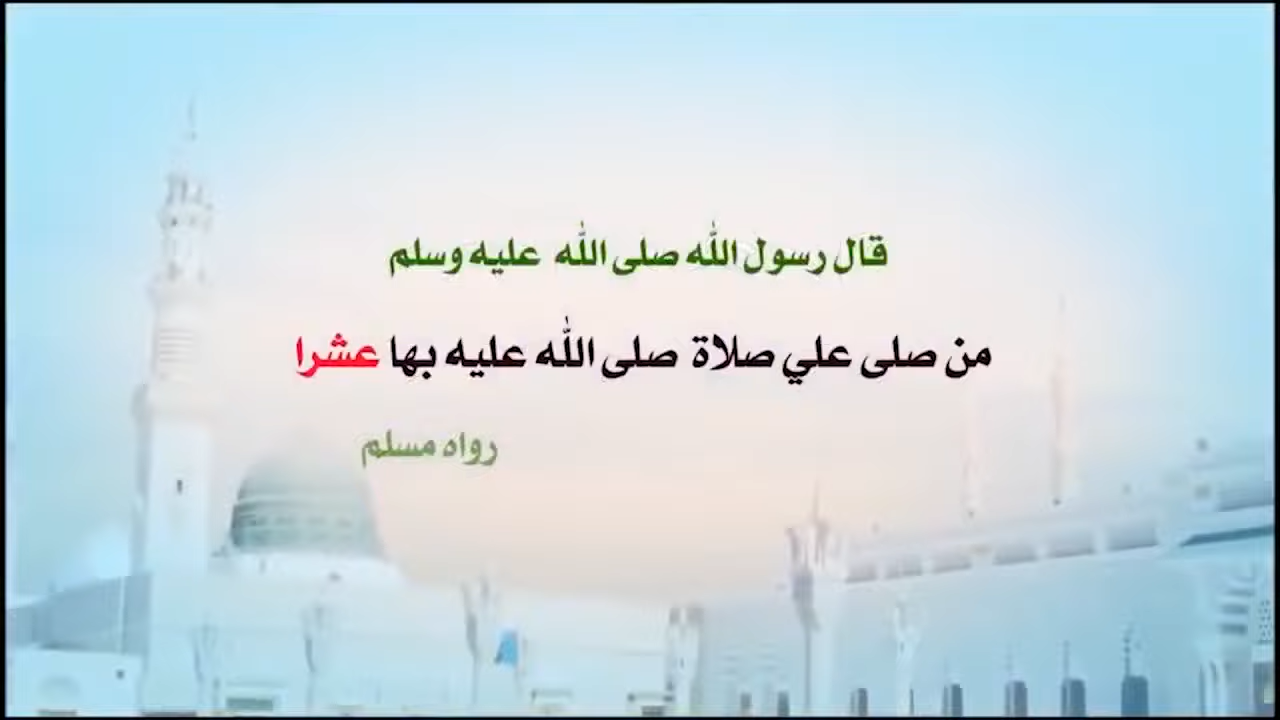 قال رسول الله صلى الله عليه وسلم
من صلى علي صلاة صلى الله عليه بها عشرا
رواه مسلم